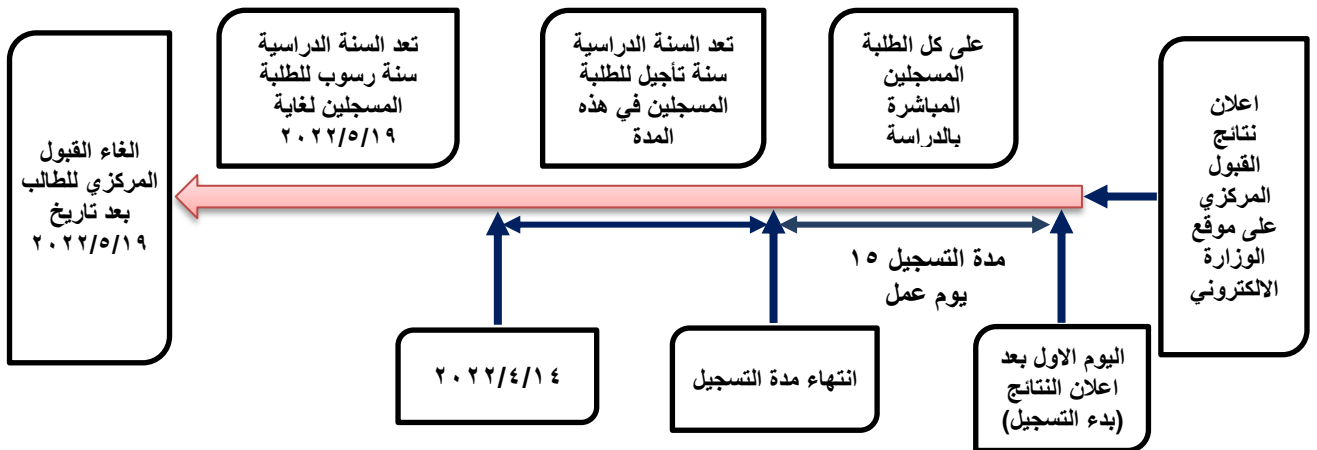 اعلان
نتائج
القبول
المركزي
على موقع
الوزارة
الالكتروني
على كل الطلبة
المسجلين
المباشرة
بالدراسة
تعد السنة الدراسية
سنة تأجيل للطلبة
المسجلين في هذه
المدة
تعد السنة الدراسية
سنة رسوب للطلبة
المسجلين لغاية
٢٠٢٢/٥/١٩
الغاء القبول
المركزي للطالب
بعد تاريخ
٢٠٢٢/٥/١٩
مدة التسجيل ١٥
يوم عمل
اليوم الاول بعد
اعلان النتائج
(بدء التسجيل)
انتهاء مدة التسجيل
٢٠٢٢/٤/١٤